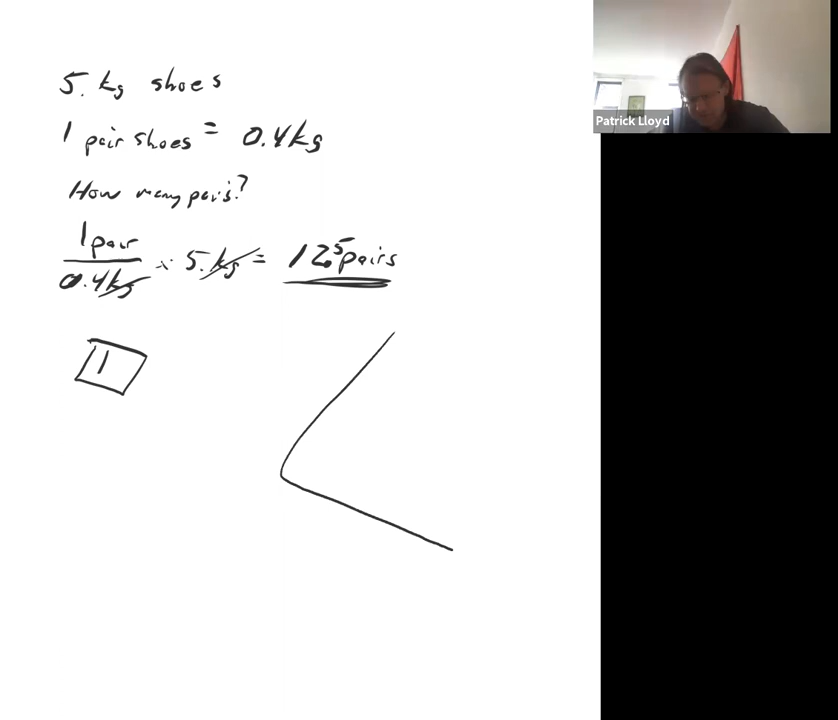 5. kg shoes
1 pair shoes = 0.4kg
How many pairs?
1 pair
0.4kg × 5. kg = 12.5 pairs
1
Patrick Lloyd